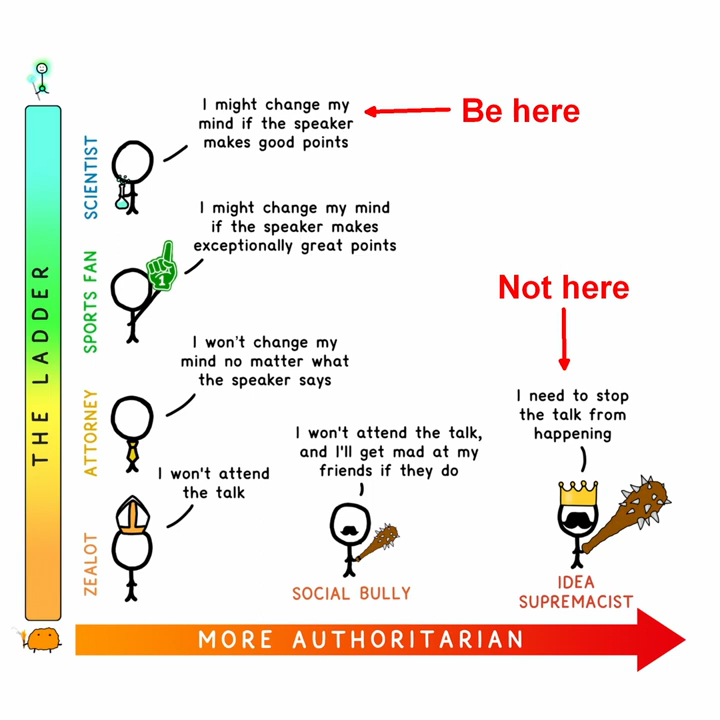 I might change my
mind if the speaker
makes good points
Be here
SCIENTIST
I might change my mind
if the speaker makes
exceptionally great points
1
SPORTS FAN
Not here
THE LADDER
I won't change my
mind no matter what
the speaker says
ATTORNEY
I need to stop
the talk from
happening
I won't attend the talk,
and I'll get mad at my
friends if they do
I won't attend
the talk
ZEALOT
SOCIAL BULLY
IDEA
SUPREMACIST
MORE AUTHORITARIAN